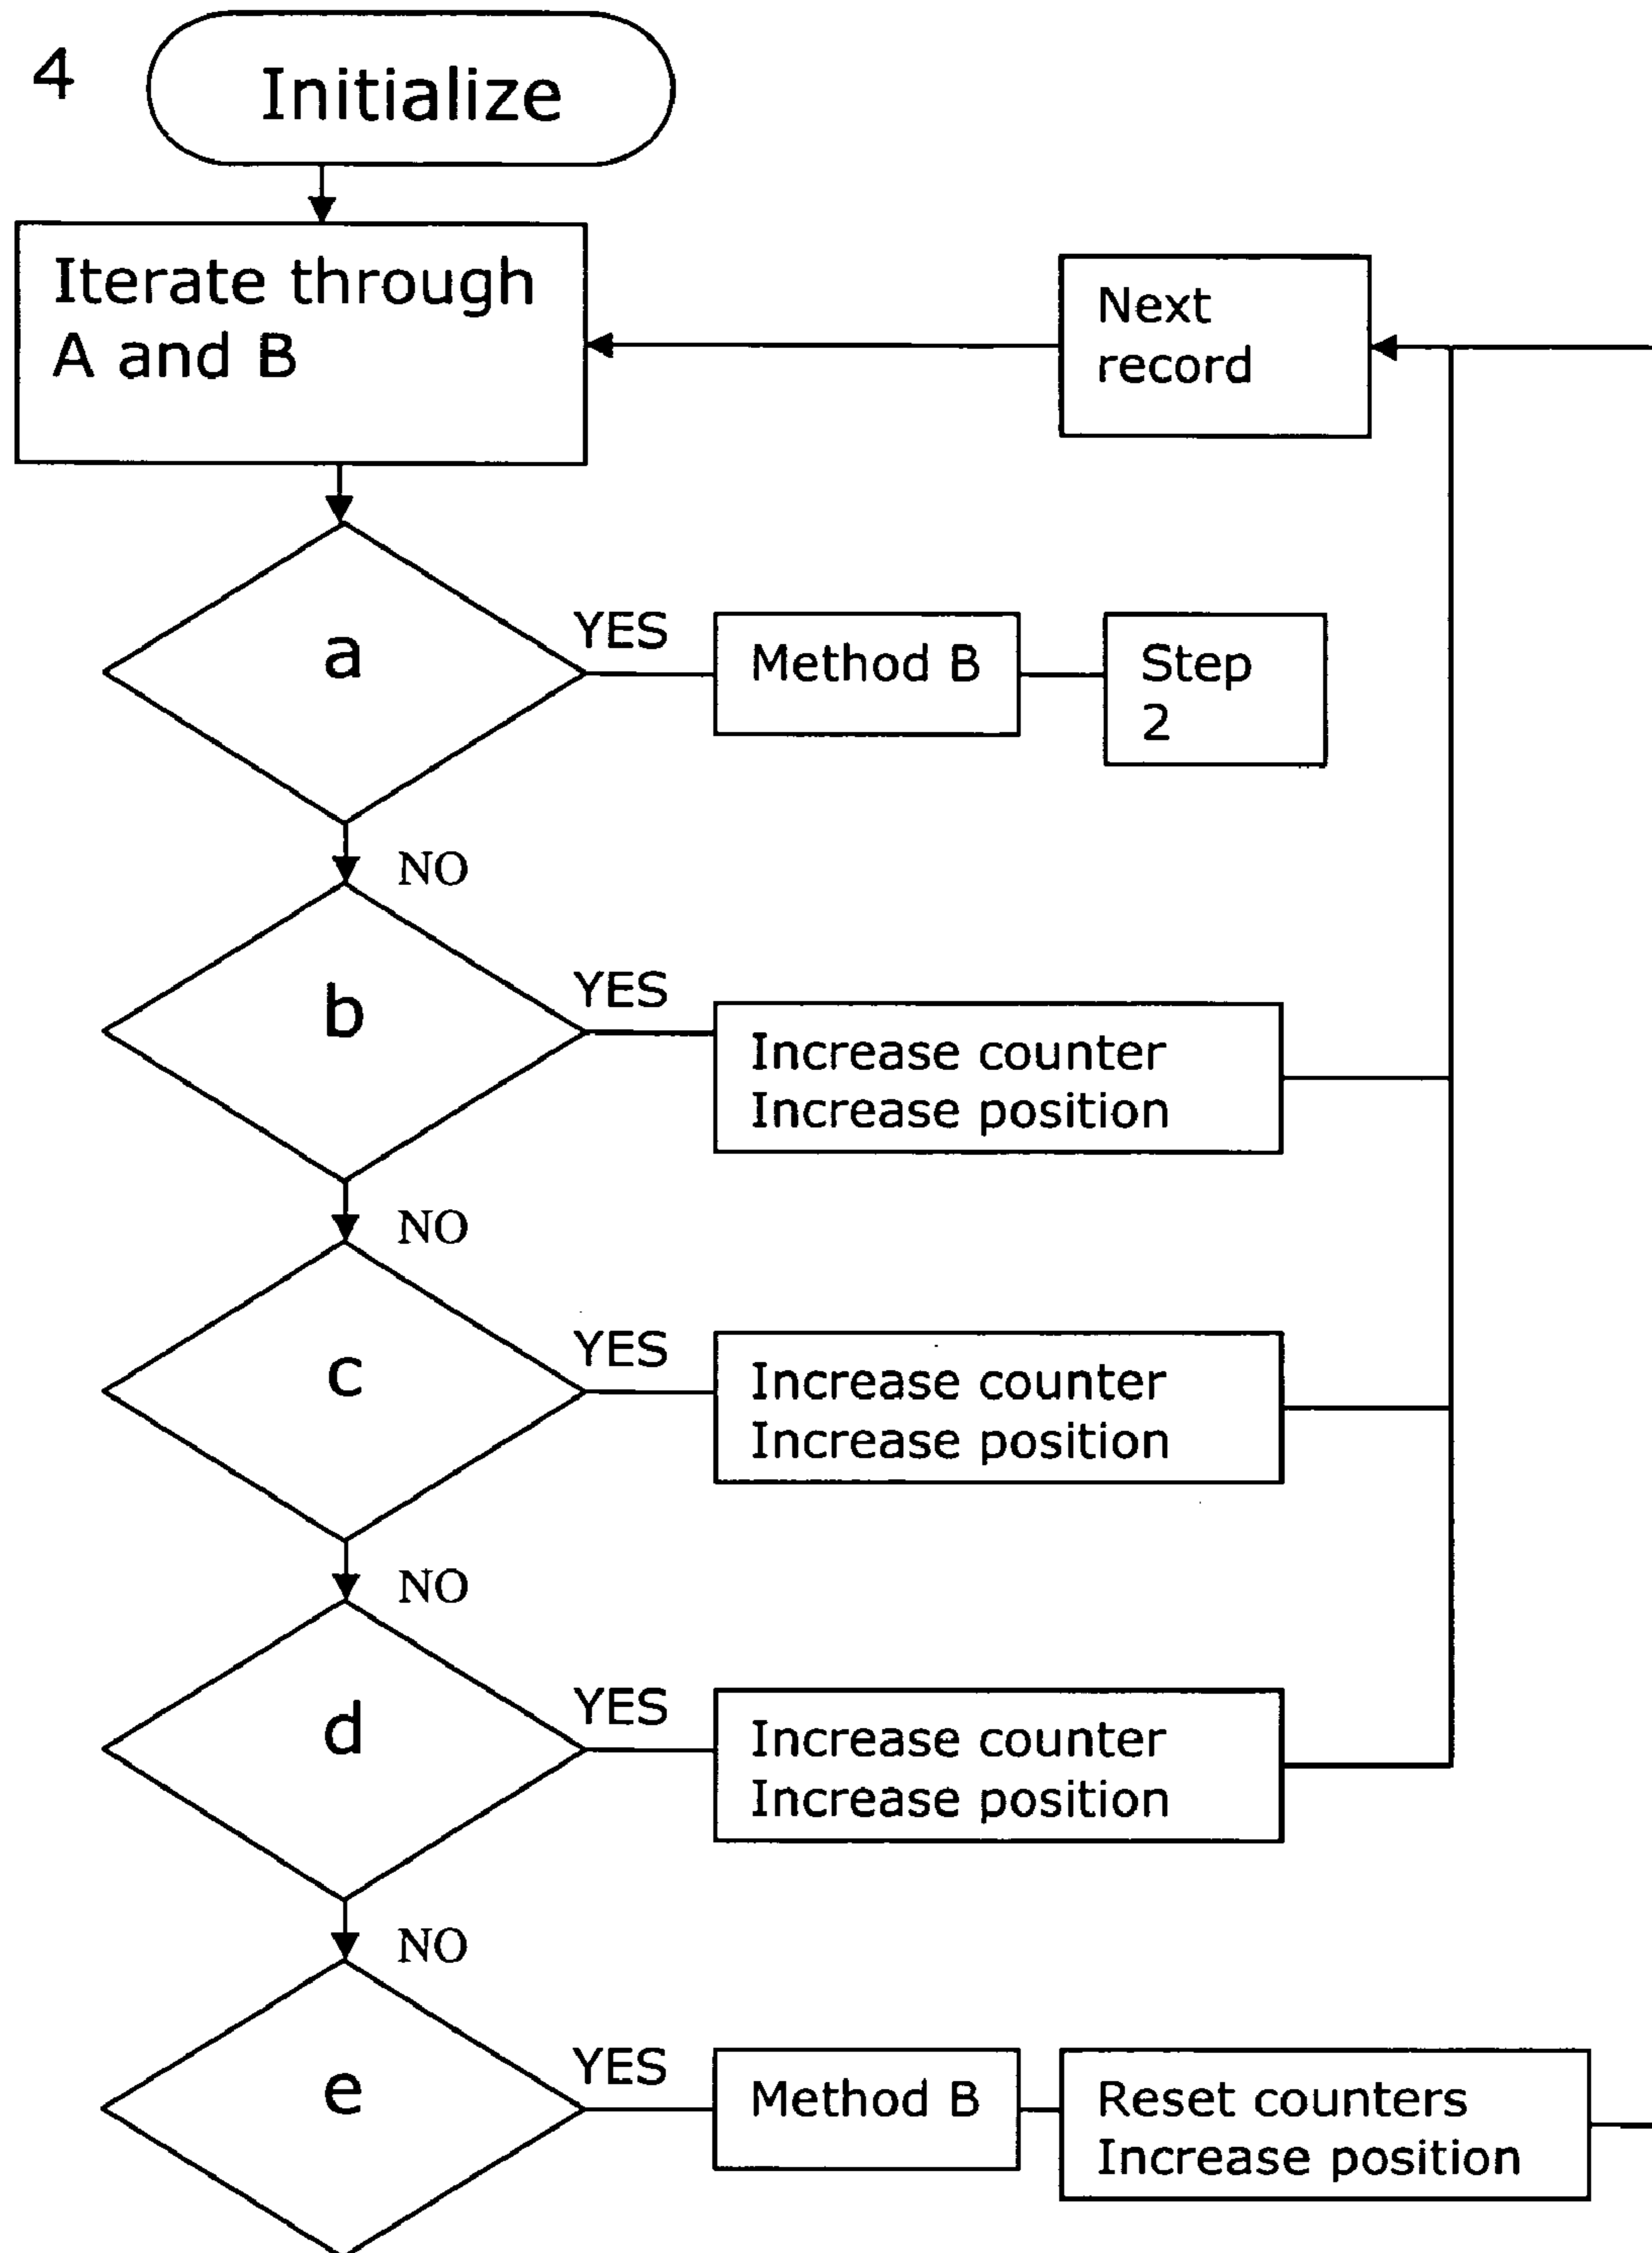 4
Initialize
Iterate through
A and B
Next
record
a
YES
Method B
Step
2
NO
b
YES
Increase counter
Increase position
NO
c
YES
Increase counter
Increase position
NO
d
YES
Increase counter
Increase position
NO
e
YES
Method B
Reset counters
Increase position